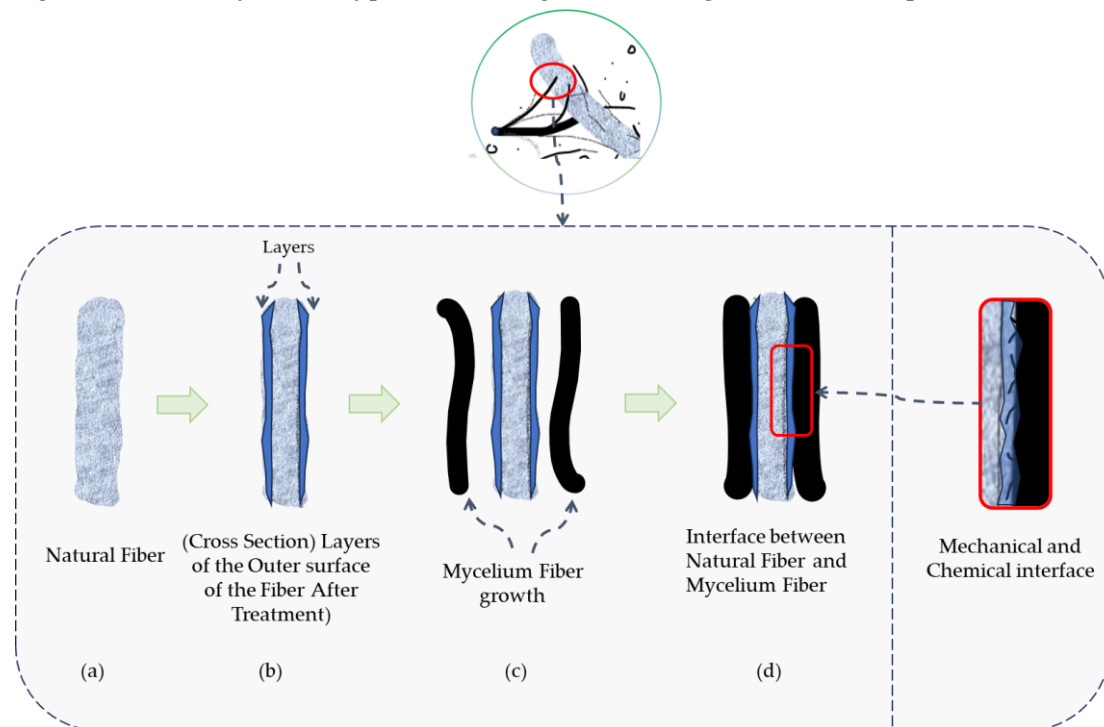 Layers
Natural Fiber
(Cross Section) Layers
of the Outer surface
of the Fiber After
Treatment)
Mycelium Fiber
growth
Interface between
Natural Fiber and
Mycelium Fiber
Mechanical and
Chemical interface
(a)
(b)
(c)
(d)